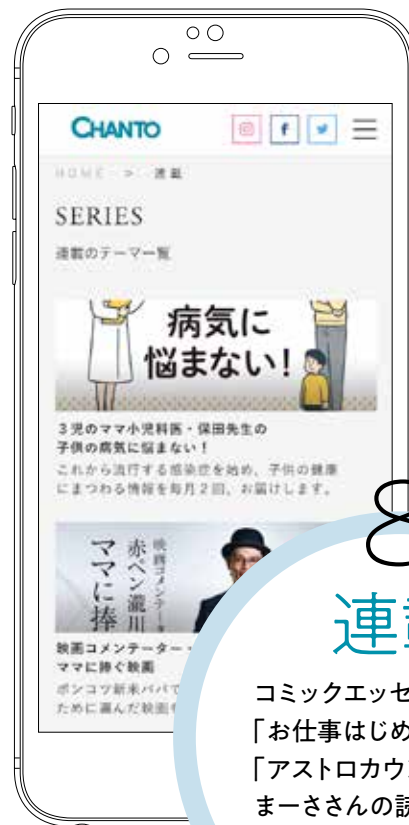 CHANTO
HOME > 連載
SERIES
連載のテーマ一覧
病気に
悩まない！
3児のママ小児科医・保田先生の
子供の病気に悩まない！
これから流行する感染症を始め、子供の健康
にまつわる情報を毎月2回、お届けします。
映画コメンテータ
赤ペン瀧川
ママに捧
映画コメンテーター・
ママに捧ぐ映画
ポンコツ新米パパで
ために選んだ映画
8
連
コミックエッセ
「お仕事はじめ
「アストロカウン
まーささんの読